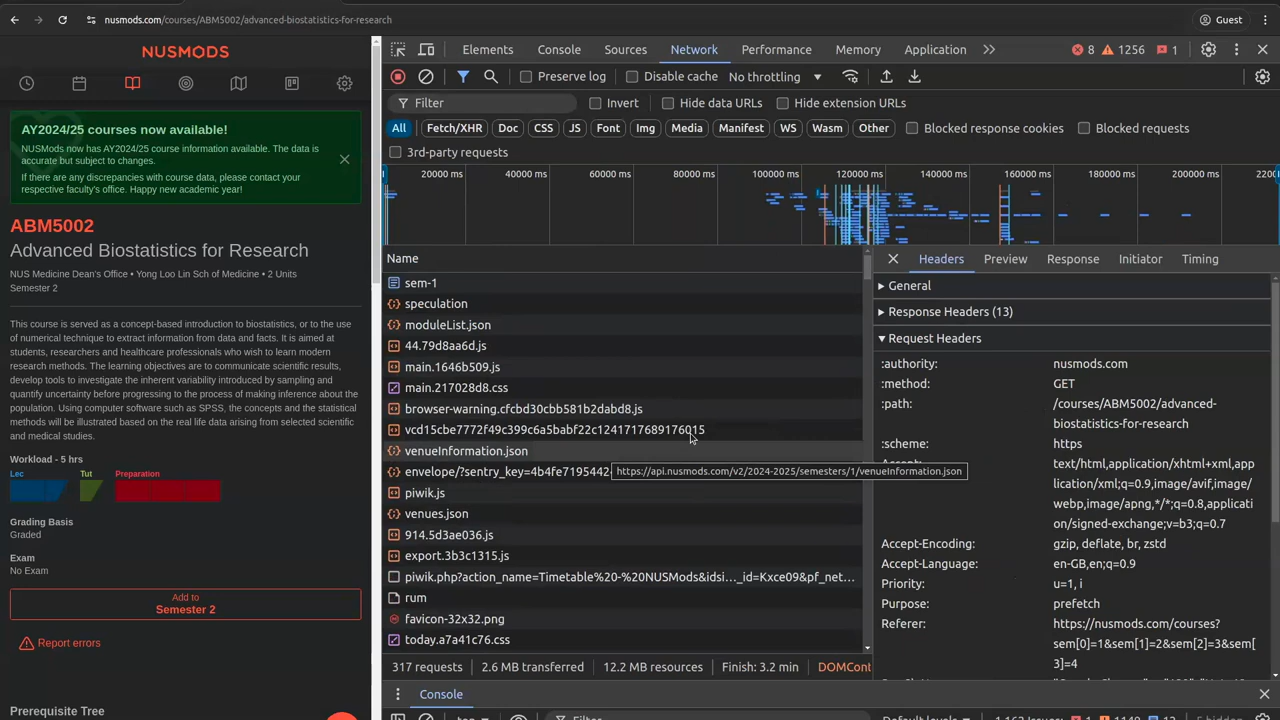 nusmods.com/courses/ABM5002/advanced-biostatistics-for-research
Guest
NUSMODS
AY2024/25 courses now available!
NUSMods now has AY2024/25 course information available. The data is
accurate but subject to changes.
If there are any discrepancies with course data, please contact your
respective faculty's office. Happy new academic year!
ABM5002
Advanced Biostatistics for Research
NUS Medicine Dean's Office • Yong Loo Lin Sch of Medicine • 2 Units
Semester 2
This course is served as a concept-based introduction to biostatistics, or to the use
of numerical technique to extract information from data and facts. It is aimed at
students, researchers and healthcare professionals who wish to learn modern
research methods. The learning objectives are to communicate scientific results,
develop tools to investigate the inherent variability introduced by sampling and
quantify uncertainty before progressing to the process of making inference about the
population. Using computer software such as SPSS, the concepts and the statistical
methods will be illustrated based on the real life data arising from selected scientific
and medical studies.
Workload - 5 hrs
Lec Tut Preparation
Grading Basis
Graded
Exam
No Exam
Add to
Semester 2
Report errors
Prerequisite Tree
Elements Console Sources Network Performance Memory Application 8 1256 1
Preserve log Disable cache No throttling
Filter Invert Hide data URLs Hide extension URLs
All Fetch/XHR Doc CSS JS Font Img Media Manifest WS Wasm Other Blocked response cookies Blocked requests
3rd-party requests
20000 ms 40000 ms 60000 ms 80000 ms 100000 ms 120000 ms 140000 ms 160000 ms 180000 ms 200000 ms 2200
Name
sem-1
speculation
moduleList.json
44.79d8aa6d.js
main.1646b509.js
main.217028d8.css
browser-warning.cfcbd30cbb581b2dabd8.js
vcd15cbe7772f49c399c6a5babf22c1241717689176015
venueInformation.json
envelope/?sentry_key=4b4fe7195442
https://api.nusmods.com/v2/2024-2025/semesters/1/venueInformation.json
piwik.js
venues.json
914.5d3ae036.js
export.3b3c1315.js
piwik.php?action_name=Timetable%20-%20NUSMods&idsi…_id=Kxce09&pf_net…
rum
favicon-32x32.png
today.a7a41c76.css
317 requests 2.6 MB transferred 12.2 MB resources Finish: 3.2 min DOMCont
Headers Preview Response Initiator Timing
General
Response Headers (13)
Request Headers
:authority: nusmods.com
:method: GET
:path: /courses/ABM5002/advanced-
biostatistics-for-research
:scheme: https
Accept: text/html,application/xhtml+xml,
application/xml;q=0.9,image/avif,image/
webp,image/apng,*/*;q=0.8,applicat
ion/signed-exchange;v=b3;q=0.7
Accept-Encoding: gzip, deflate, br, zstd
Accept-Language: en-GB,en;q=0.9
Priority: u=1, i
Purpose: prefetch
Referer: https://nusmods.com/courses?
sem[0]=1&sem[1]=2&sem[2]=3&sem[
3]=4
Console
Filter